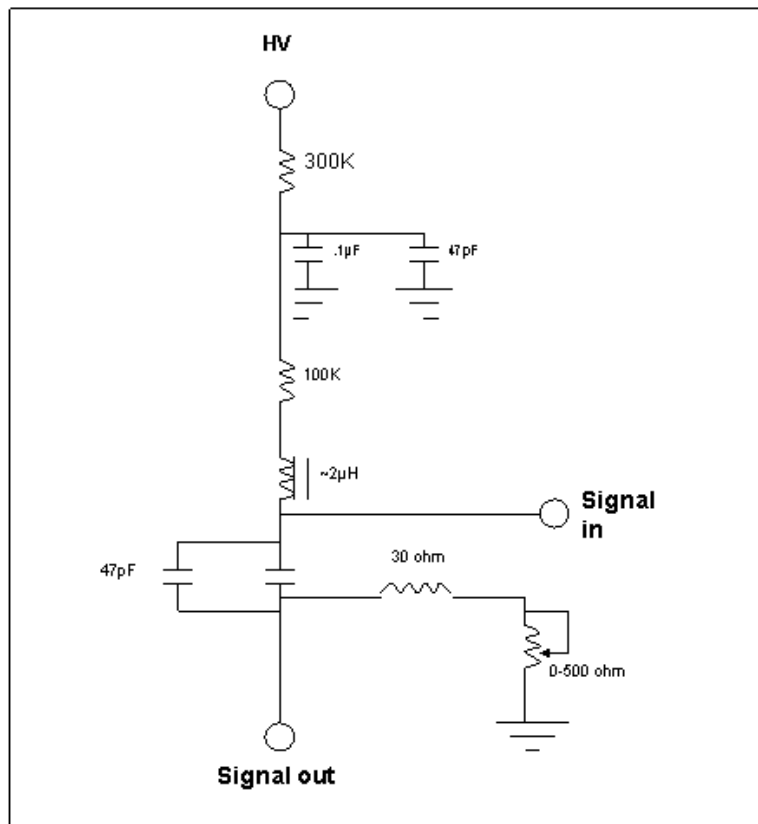 HV
300K
.1µF
47pF
100K
~2µH
Signal
in
30 ohm
47pF
0-500 ohm
Signal out